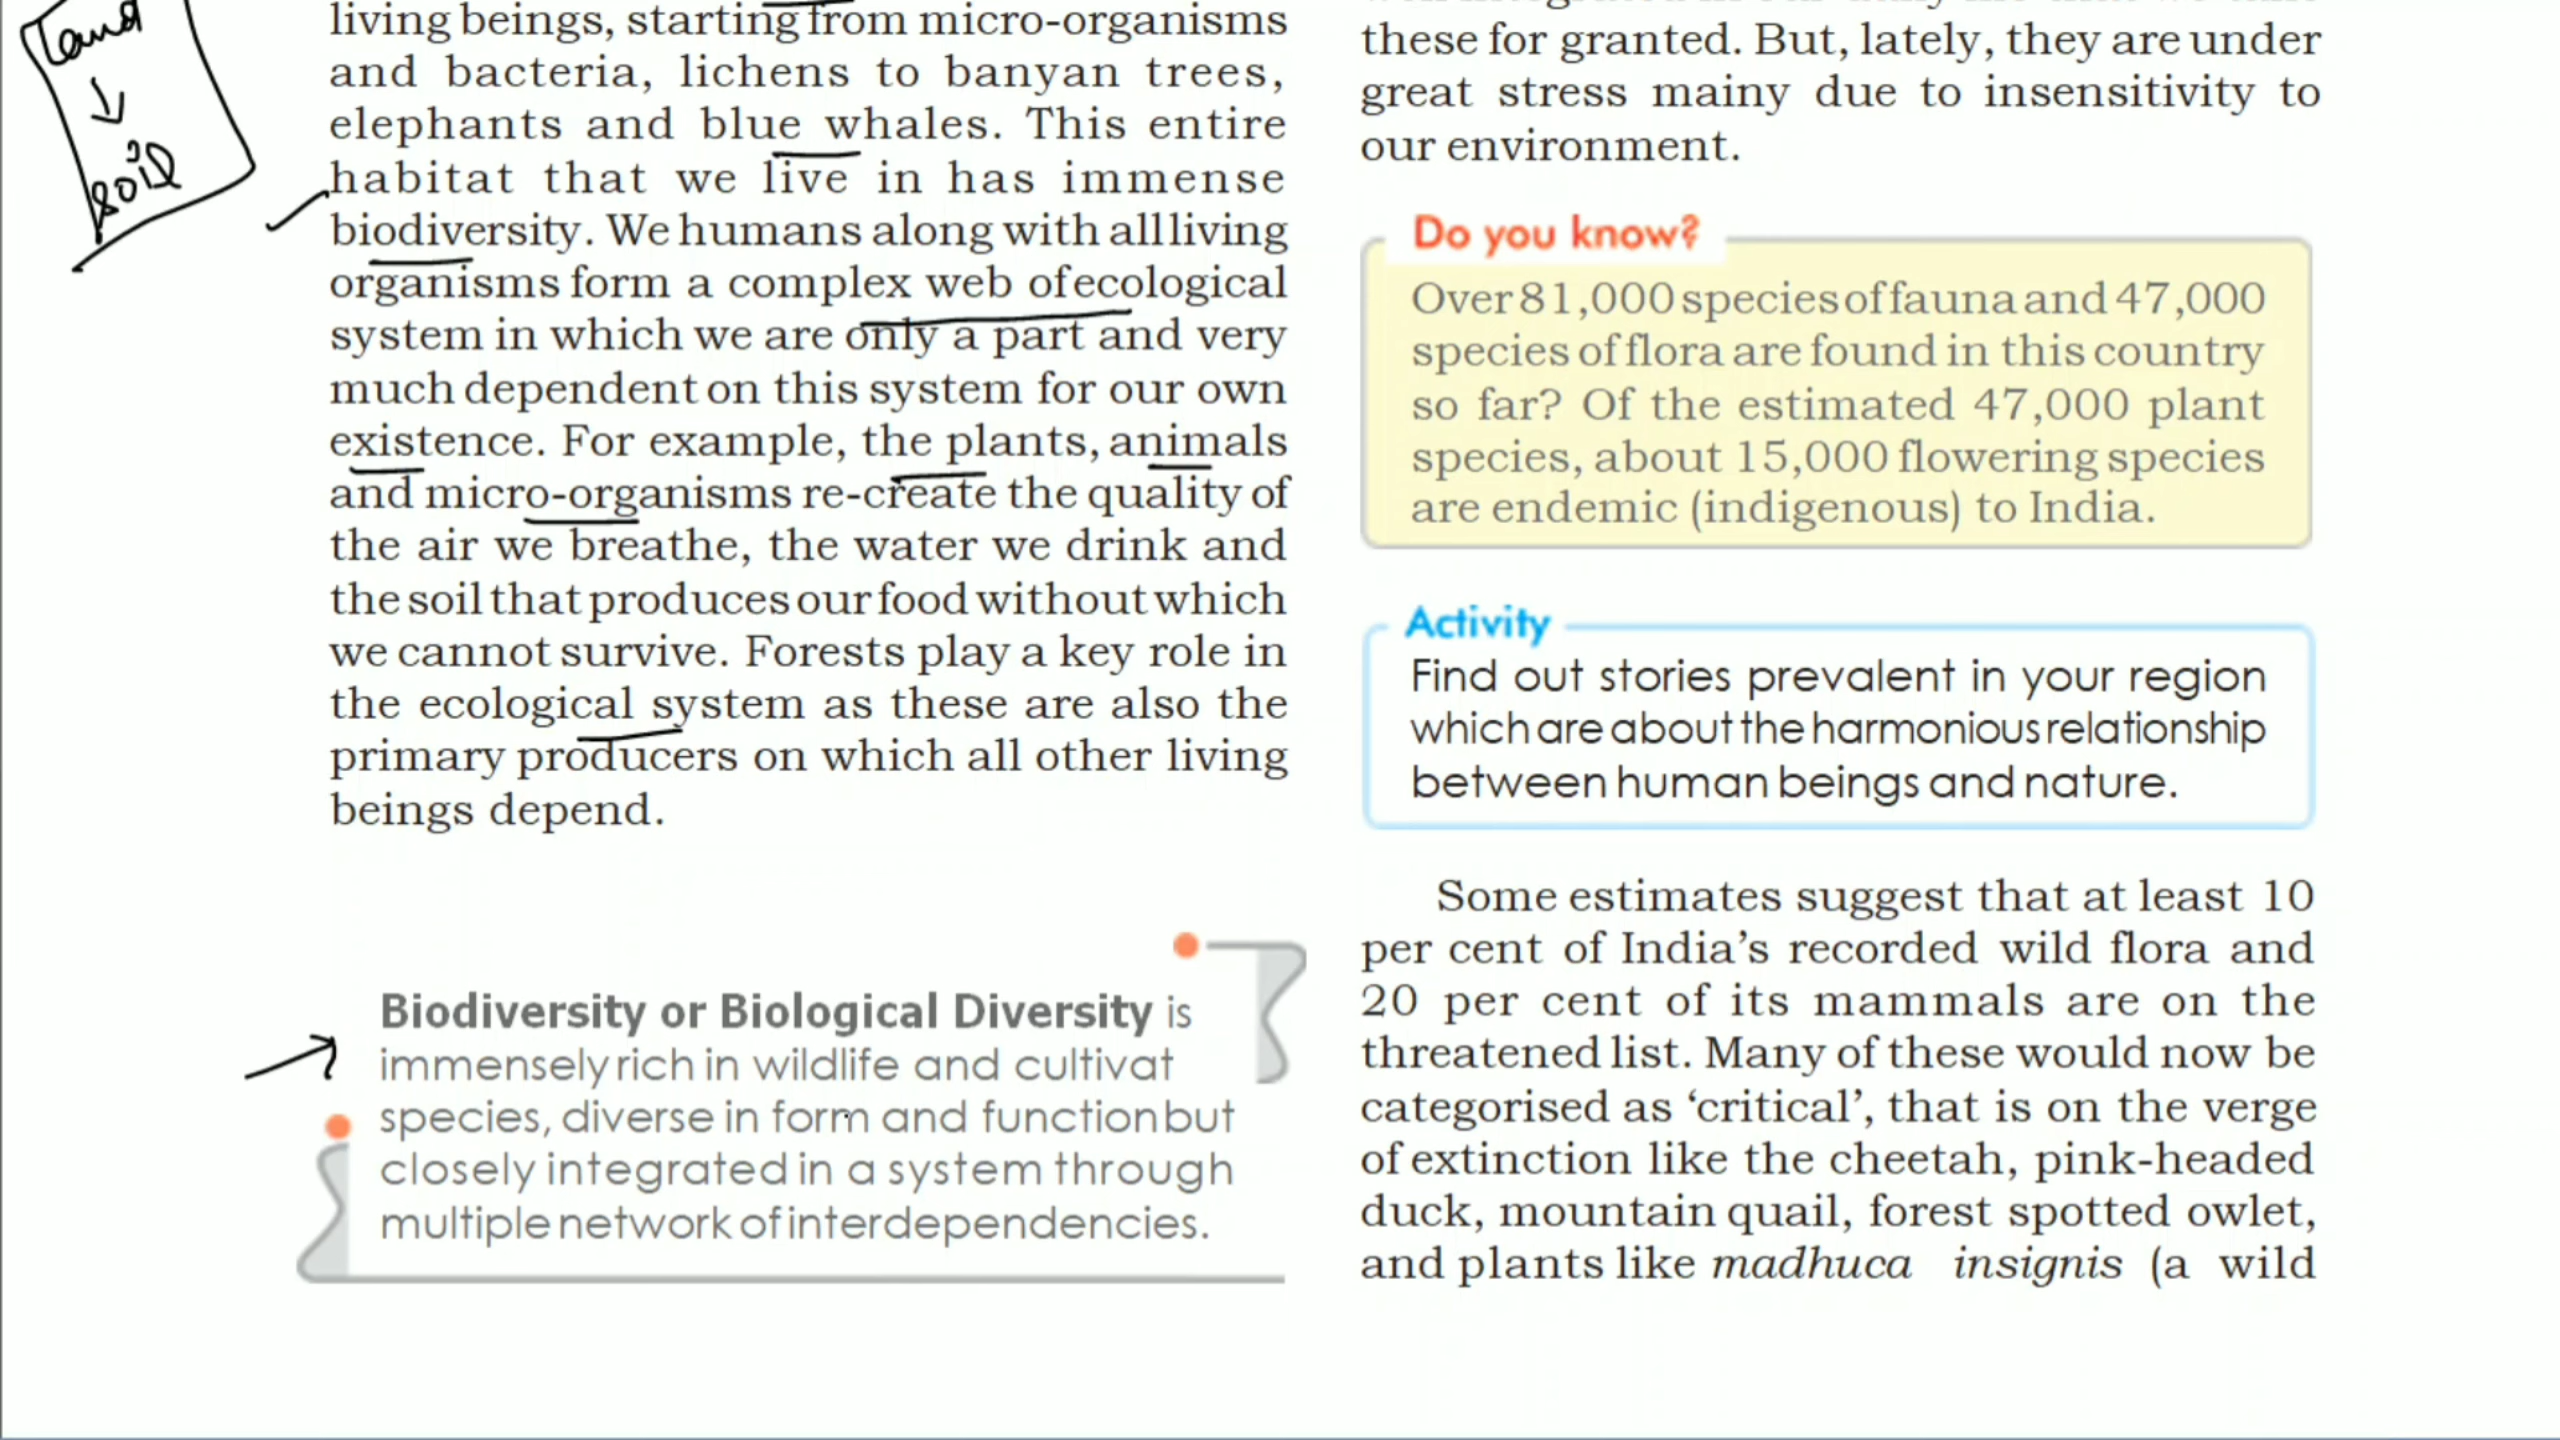 Land
soil
living beings, starting from micro-organisms
and bacteria, lichens to banyan trees,
elephants and blue whales. This entire
habitat that we live in has immense
biodiversity. We humans along with all living
organisms form a complex web of ecological
system in which we are only a part and very
much dependent on this system for our own
existence. For example, the plants, animals
and micro-organisms re-create the quality of
the air we breathe, the water we drink and
the soil that produces our food without which
we cannot survive. Forests play a key role in
the ecological system as these are also the
primary producers on which all other living
beings depend.
Biodiversity or Biological Diversity is
immensely rich in wildlife and cultivat
species, diverse in form and function but
closely integrated in a system through
multiple network of interdependencies.
these for granted. But, lately, they are under
great stress mainy due to insensitivity to
our environment.
Do you know?
Over 81,000 species of fauna and 47,000
species of flora are found in this country
so far? Of the estimated 47,000 plant
species, about 15,000 flowering species
are endemic (indigenous) to India.
Activity
Find out stories prevalent in your region
which are about the harmonious relationship
between human beings and nature.
Some estimates suggest that at least 10
per cent of India’s recorded wild flora and
20 per cent of its mammals are on the
threatened list. Many of these would now be
categorised as ‘critical’, that is on the verge
of extinction like the cheetah, pink-headed
duck, mountain quail, forest spotted owlet,
and plants like madhuca insignis (a wild